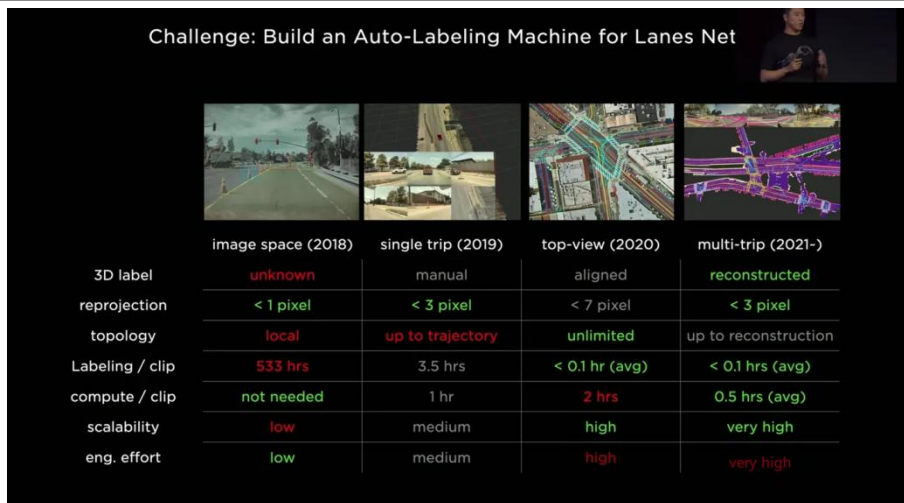 Challenge: Build an Auto-Labeling Machine for Lanes Net
image space (2018) single trip (2019) top-view (2020) multi-trip (2021-)
3D label unknown manual aligned reconstructed
reprojection < 1 pixel < 3 pixel < 7 pixel < 3 pixel
topology local up to trajectory unlimited up to reconstruction
Labeling / clip 533 hrs 3.5 hrs < 0.1 hr (avg) < 0.1 hrs (avg)
compute / clip not needed 1 hr 2 hrs 0.5 hrs (avg)
scalability low medium high very high
eng. effort low medium high very high